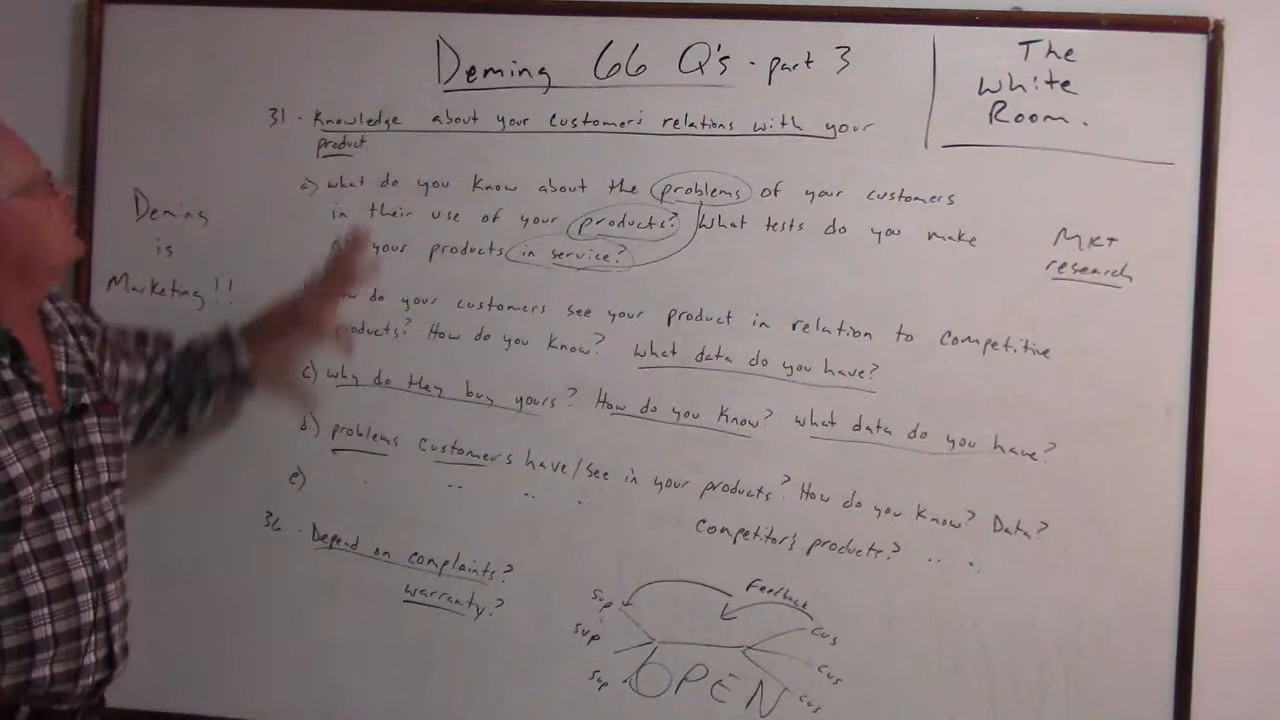 Deming 66 Q's - part 3
The
White
Room.
31 - Knowledge about your customer's relations with your
product
a) what do you know about the problems of your customers
in their use of your products? What tests do you make
your products in service?
do your customers see your product in relation to competitive
products? How do you know? What data do you have?
c) why do they buy yours? How do you know? what data do you have?
d) problems customers have/see in your products? How do you know? Data?
e) .. .. .. .. Competitor's products? .. ..
36 - Depend on complaints?
warranty?
Deming
is
Marketing!!
MKT
research
Feedback
sup
sup
sup
cus
cus
cus
OPEN